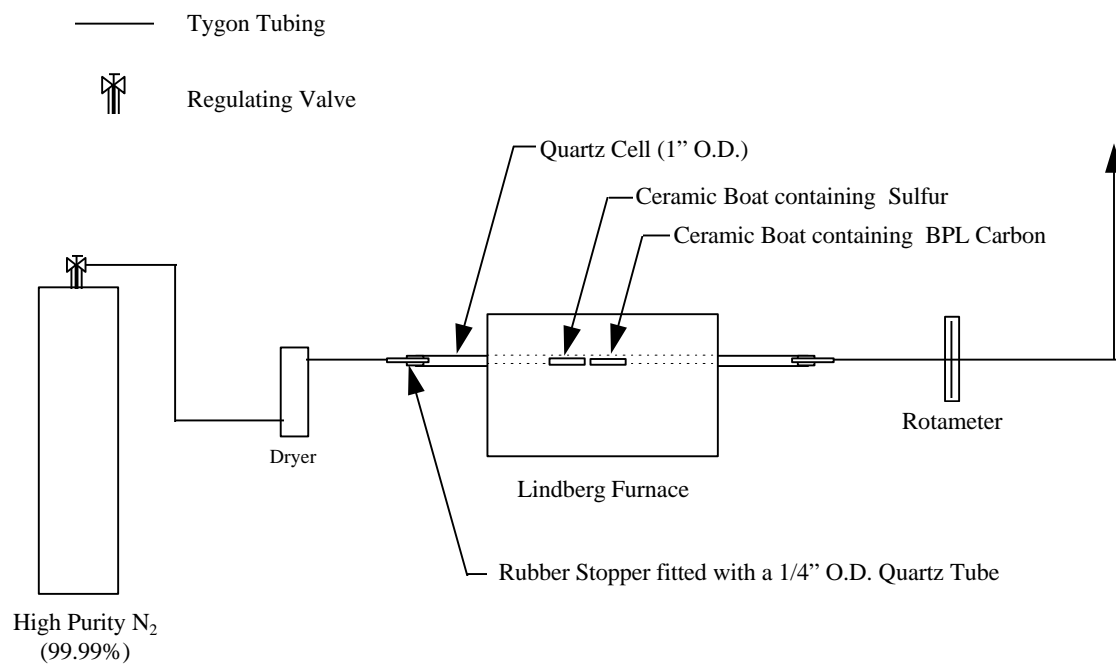 Tygon Tubing
Regulating Valve
Quartz Cell (1” O.D.)
Ceramic Boat containing Sulfur
Ceramic Boat containing BPL Carbon
Rotameter
Dryer
Lindberg Furnace
Rubber Stopper fitted with a 1/4” O.D. Quartz Tube
High Purity N₂
(99.99%)